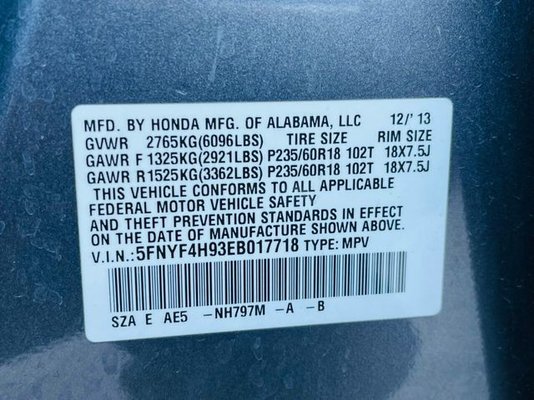 MFD. BY HONDA MFG. OF ALABAMA, LLC 12/'13
GVWR 2765KG(6096LBS) TIRE SIZE RIM SIZE
GAWR F1325KG(2921LBS) P235/60R18 102T 18X7.5J
GAWR R1525KG(3362LBS) P235/60R18 102T 18X7.5J
THIS VEHICLE CONFORMS TO ALL APPLICABLE
FEDERAL MOTOR VEHICLE SAFETY
AND THEFT PREVENTION STANDARDS IN EFFECT
ON THE DATE OF MANUFACTURE SHOWN ABOVE.
V.I.N.:5FNYF4H93EB017718 TYPE: MPV
SZA E AE5 -NH797M -A -B